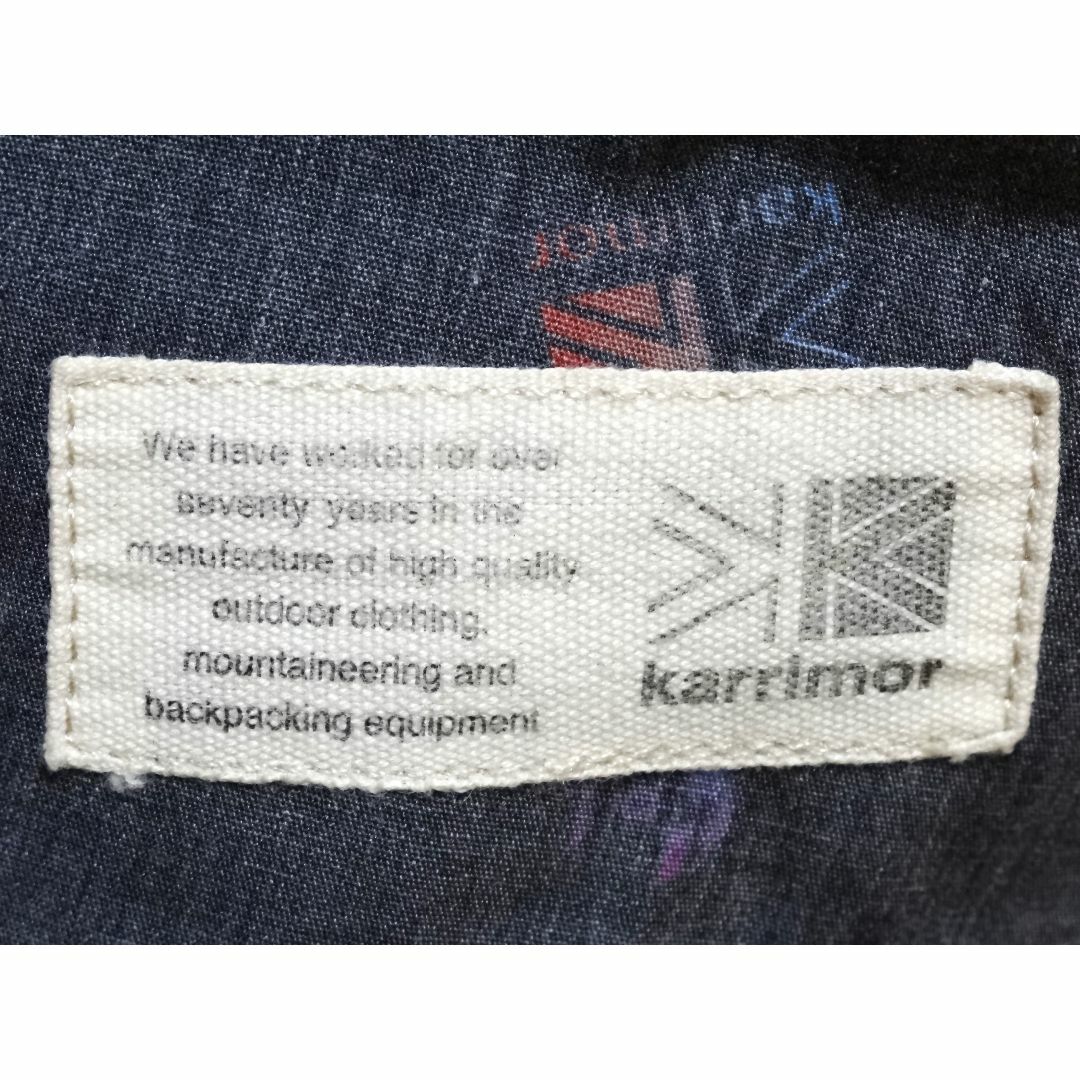 karrimor
We have worked for over
seventy years in the
manufacture of high quality
outdoor clothing,
mountaineering and
backpacking equipment
karrimor